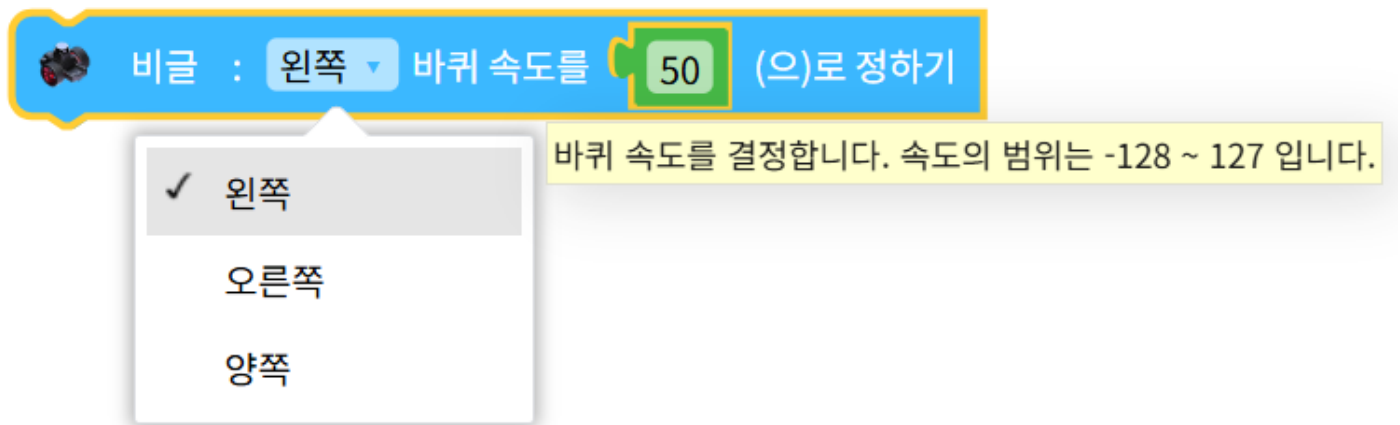 비글 : 왼쪽 바퀴 속도를 50 (으)로 정하기
바퀴 속도를 결정합니다. 속도의 범위는 -128 ~ 127 입니다.
✓ 왼쪽
오른쪽
양쪽